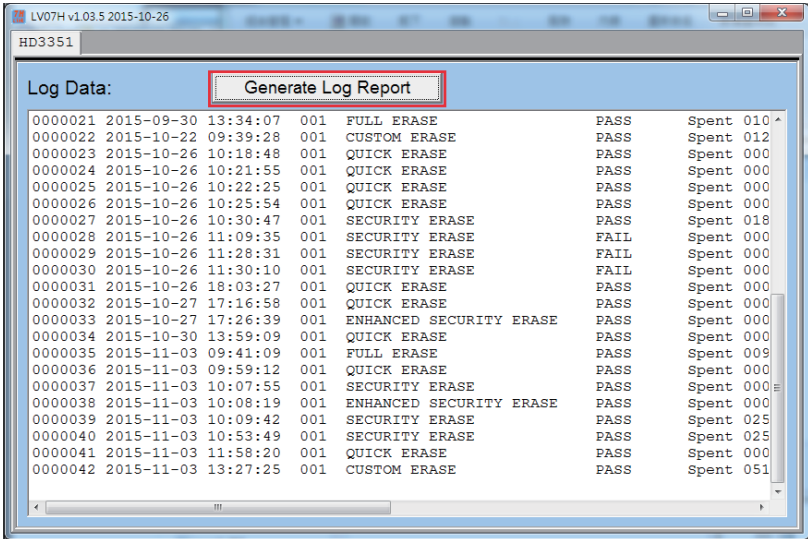 LV07H v1.03.5 2015-10-26
HD3351
Log Data:
Generate Log Report
0000021 2015-09-30 13:34:07 001 FULL ERASE PASS Spent 010
0000022 2015-10-22 09:39:28 001 CUSTOM ERASE PASS Spent 012
0000023 2015-10-26 10:18:48 001 QUICK ERASE PASS Spent 000
0000024 2015-10-26 10:21:55 001 QUICK ERASE PASS Spent 000
0000025 2015-10-26 10:22:25 001 QUICK ERASE PASS Spent 000
0000026 2015-10-26 10:25:54 001 QUICK ERASE PASS Spent 000
0000027 2015-10-26 10:30:47 001 SECURITY ERASE PASS Spent 018
0000028 2015-10-26 11:09:35 001 SECURITY ERASE FAIL Spent 000
0000029 2015-10-26 11:28:31 001 SECURITY ERASE FAIL Spent 000
0000030 2015-10-26 11:30:10 001 SECURITY ERASE FAIL Spent 000
0000031 2015-10-26 18:03:27 001 QUICK ERASE PASS Spent 000
0000032 2015-10-27 17:16:58 001 QUICK ERASE PASS Spent 000
0000033 2015-10-27 17:26:39 001 ENHANCED SECURITY ERASE PASS Spent 000
0000034 2015-10-30 13:59:09 001 QUICK ERASE PASS Spent 000
0000035 2015-11-03 09:41:09 001 FULL ERASE PASS Spent 009
0000036 2015-11-03 09:59:12 001 QUICK ERASE PASS Spent 000
0000037 2015-11-03 10:07:55 001 SECURITY ERASE PASS Spent 000
0000038 2015-11-03 10:08:19 001 ENHANCED SECURITY ERASE PASS Spent 000
0000039 2015-11-03 10:09:42 001 SECURITY ERASE PASS Spent 025
0000040 2015-11-03 10:53:49 001 SECURITY ERASE PASS Spent 025
0000041 2015-11-03 11:58:20 001 QUICK ERASE PASS Spent 000
0000042 2015-11-03 13:27:25 001 CUSTOM ERASE PASS Spent 051